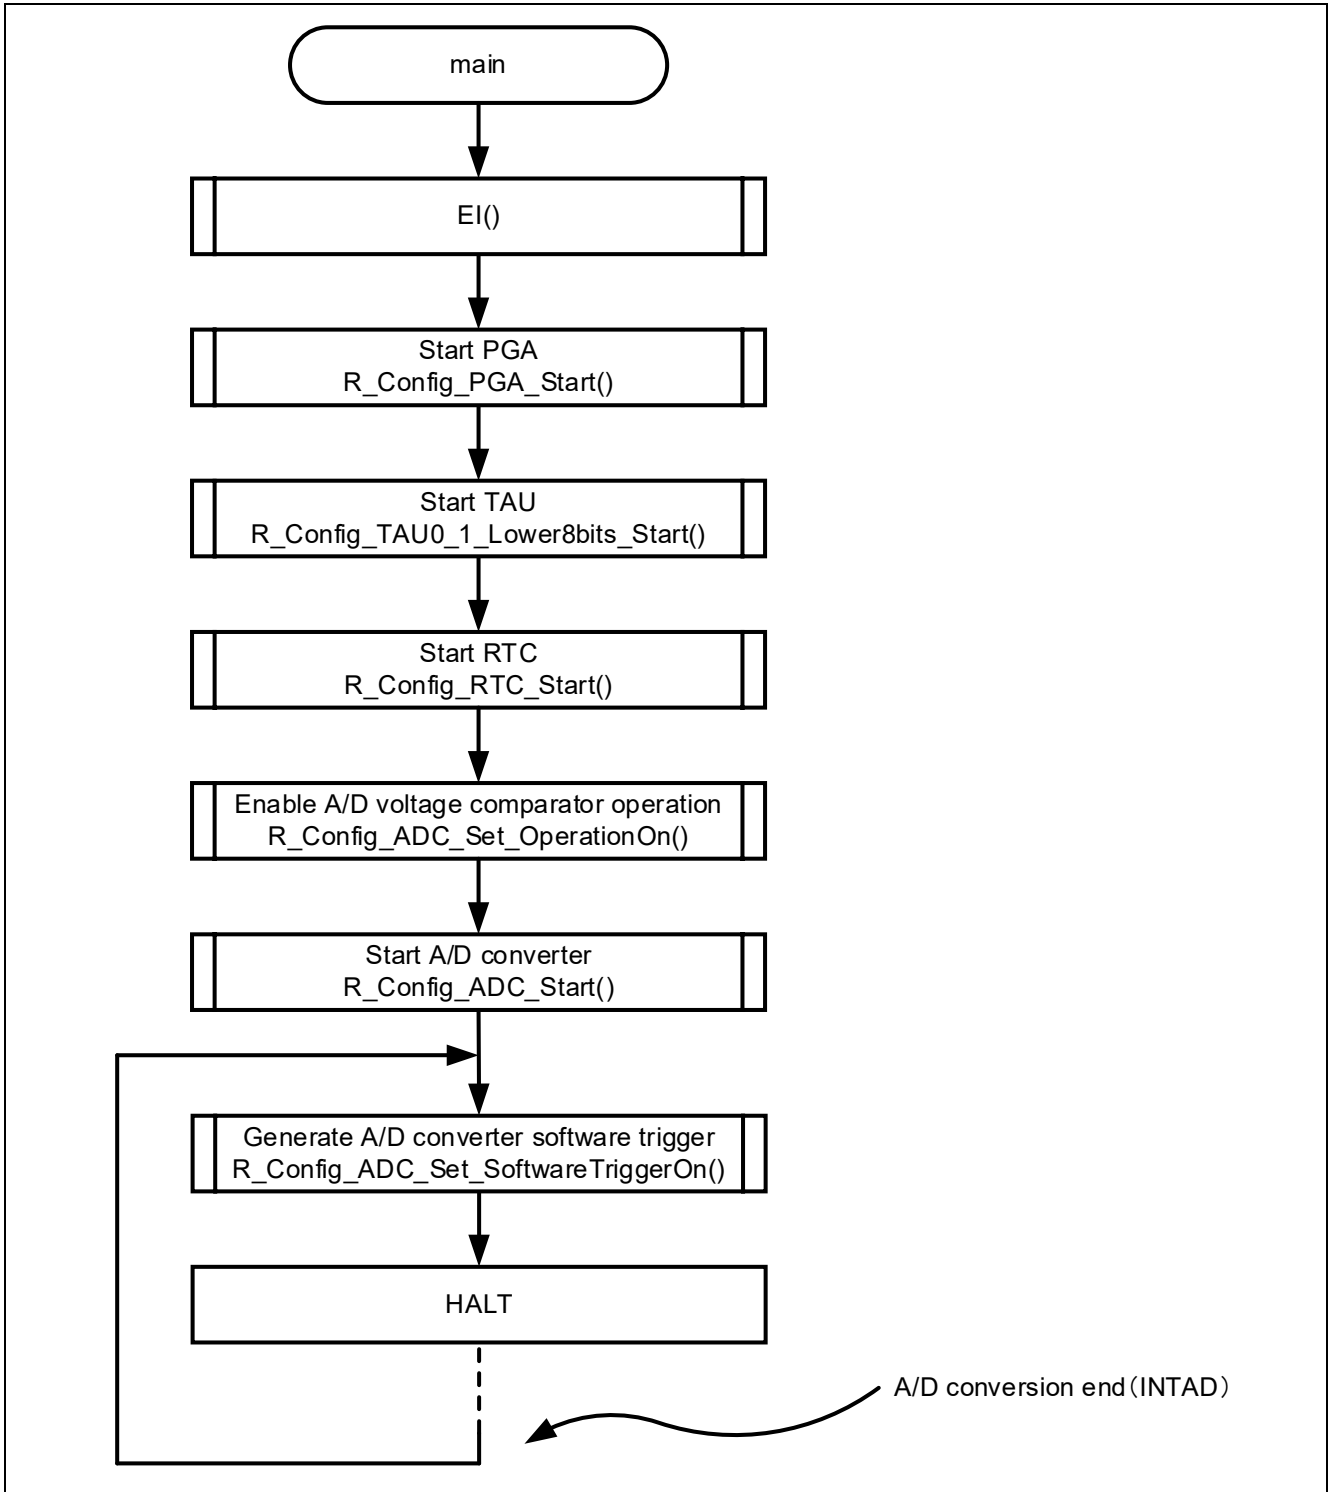 main
EI()
Start PGA
R_Config_PGA_Start()
Start TAU
R_Config_TAU0_1_Lower8bits_Start()
Start RTC
R_Config_RTC_Start()
Enable A/D voltage comparator operation
R_Config_ADC_Set_OperationOn()
Start A/D converter
R_Config_ADC_Start()
Generate A/D converter software trigger
R_Config_ADC_Set_SoftwareTriggerOn()
HALT
A/D conversion end（INTAD）